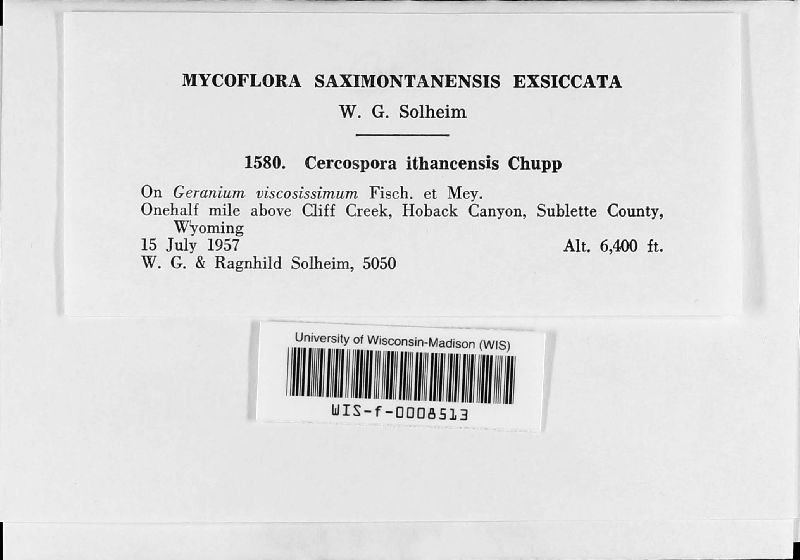 MYCOFLORA SAXIMONTANENSIS EXSICCATA
W. G. Solheim
1580. Cercospora ithancensis Chupp
On Geranium viscosissimum Fisch. et Mey.
Onehalf mile above Cliff Creek, Hoback Canyon, Sublette County,
Wyoming
15 July 1957 Alt. 6,400 ft.
W. G. & Ragnhild Solheim, 5050
University of Wisconsin-Madison (WIS)
WIS-f-0008513